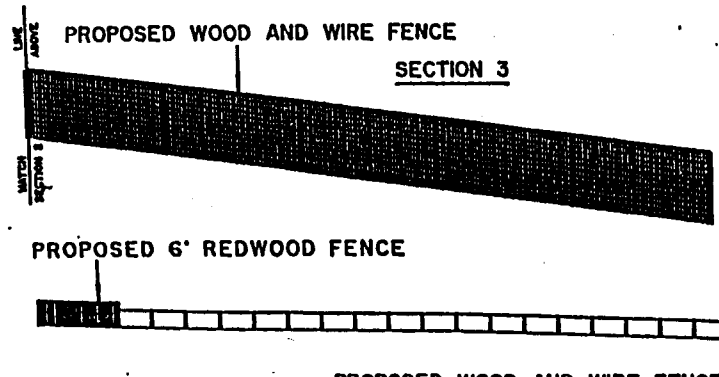 LINE
ABOVE
PROPOSED WOOD AND WIRE FENCE
SECTION 3
MATCH
SECTION 2
PROPOSED 6' REDWOOD FENCE
PROPOSED WOOD AND WIRE FENCE